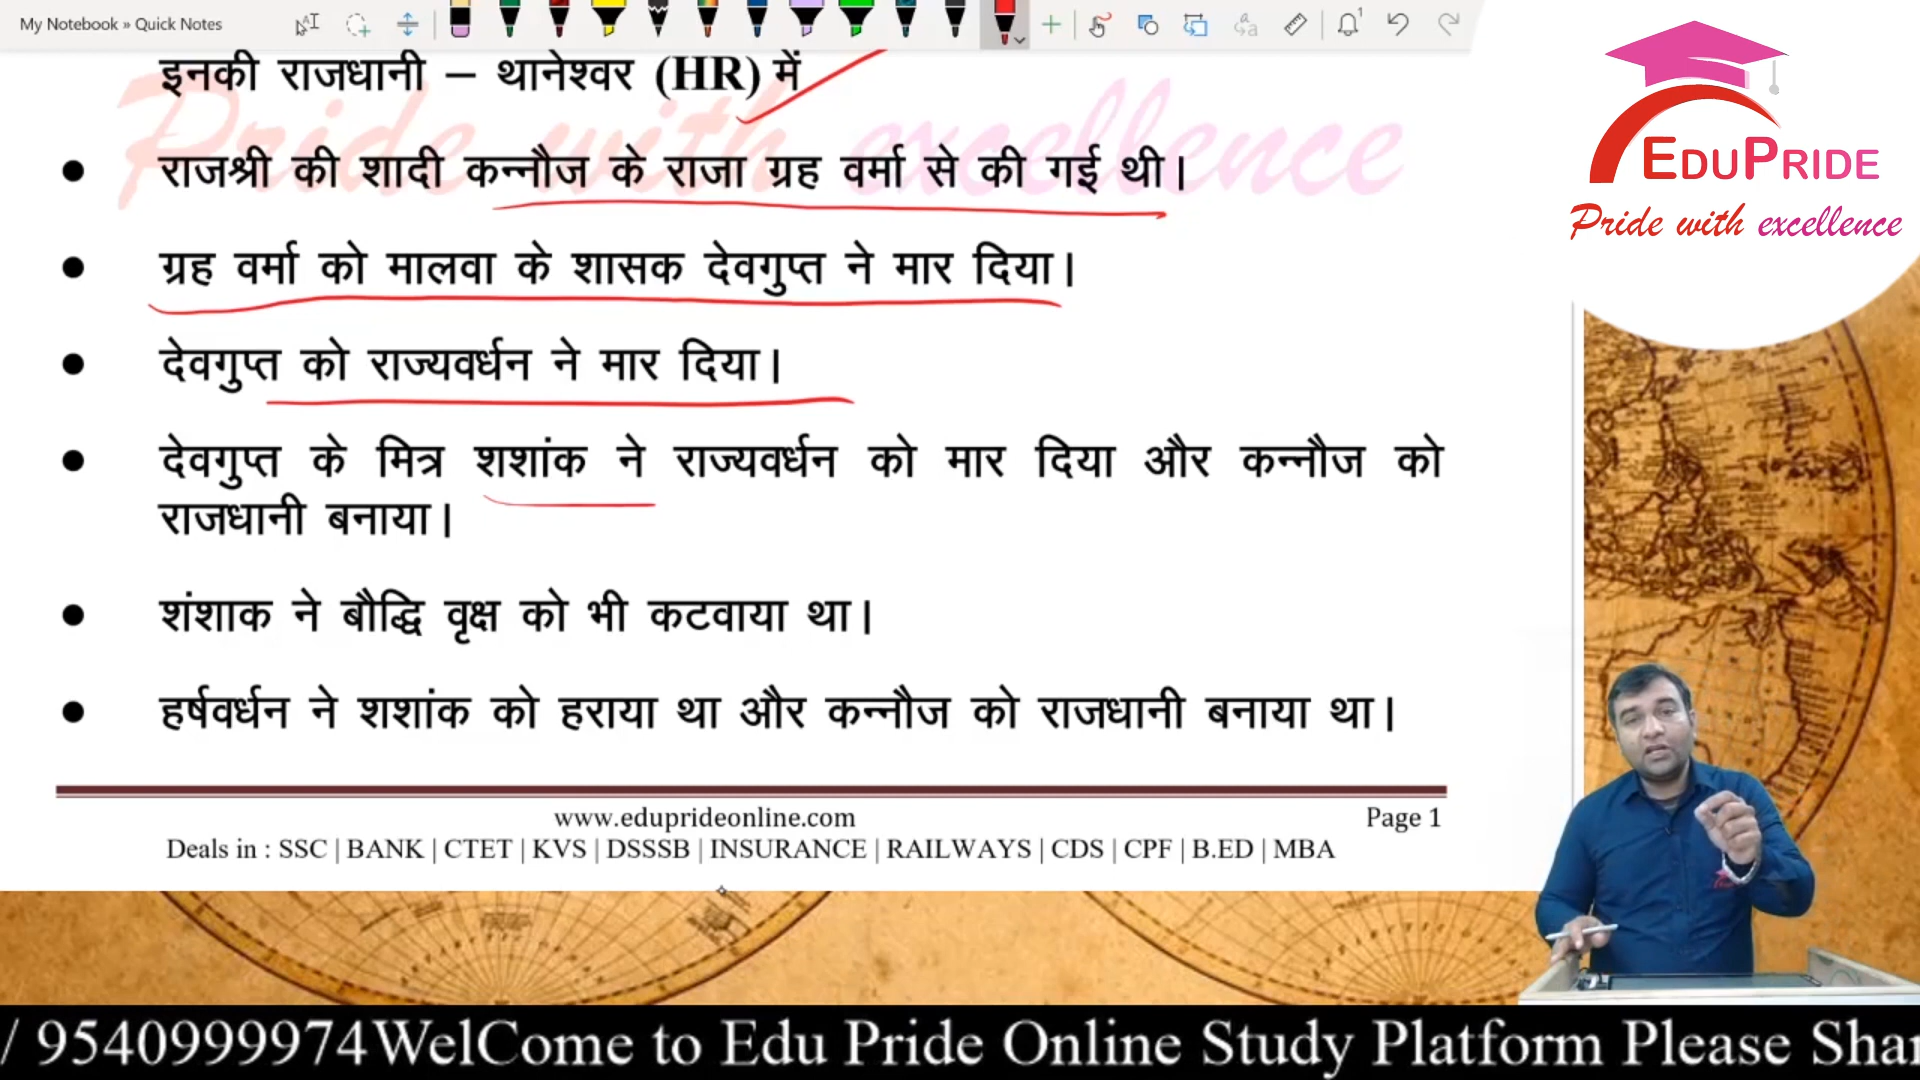 My Notebook » Quick Notes
इनकी राजधानी – थानेश्वर (HR) में
Pride with excellence
राजश्री की शादी कन्नौज के राजा ग्रह वर्मा से की गई थी।
ग्रह वर्मा को मालवा के शासक देवगुप्त ने मार दिया।
देवगुप्त को राज्यवर्धन ने मार दिया।
देवगुप्त के मित्र शशांक ने राज्यवर्धन को मार दिया और कन्नौज को
राजधानी बनाया।
शंशाक ने बौद्धि वृक्ष को भी कटवाया था।
हर्षवर्धन ने शशांक को हराया था और कन्नौज को राजधानी बनाया था।
www.eduprideonline.com
Page 1
Deals in : SSC | BANK | CTET | KVS | DSSSB | INSURANCE | RAILWAYS | CDS | CPF | B.ED | MBA
EDUPRIDE
Pride with excellence
/ 9540999974WelCome to Edu Pride Online Study Platform Please Shar